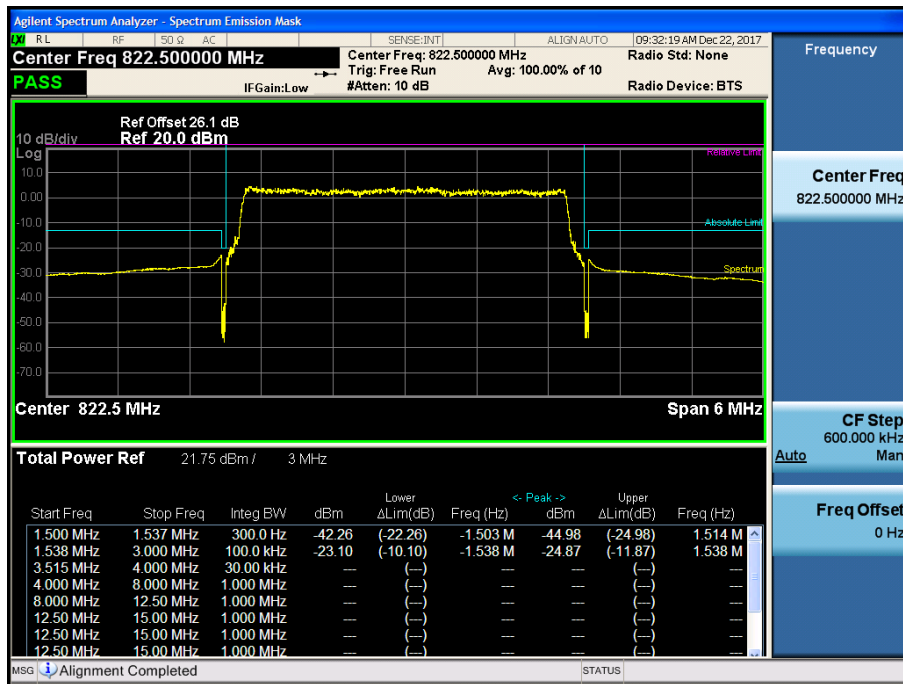 Agilent Spectrum Analyzer - Spectrum Emission Mask
LXI RL RF 50 Ω AC SENSE:INT ALIGN AUTO 09:32:19 AM Dec 22, 2017
Center Freq 822.500000 MHz
Center Freq: 822.500000 MHz
Radio Std: None
Trig: Free Run
Avg: 100.00% of 10
PASS
IFGain:Low
#Atten: 10 dB
Radio Device: BTS
Ref Offset 26.1 dB
10 dB/div
Ref 20.0 dBm
Log
Relative Limit
10.0
0.00
-10.0
Absolute Limit
-20.0
Spectrum
-30.0
-40.0
-50.0
-60.0
-70.0
Center 822.5 MHz
Span 6 MHz
Total Power Ref 21.75 dBm / 3 MHz
Lower <- Peak -> Upper
Start Freq Stop Freq Integ BW dBm ΔLim(dB) Freq (Hz) dBm ΔLim(dB) Freq (Hz)
1.500 MHz 1.537 MHz 300.0 Hz -42.26 (-22.26) -1.503 M -44.98 (-24.98) 1.514 M
1.538 MHz 3.000 MHz 100.0 kHz -23.10 (-10.10) -1.538 M -24.87 (-11.87) 1.538 M
3.515 MHz 4.000 MHz 30.00 kHz --- (---) --- --- (---) ---
4.000 MHz 8.000 MHz 1.000 MHz --- (---) --- --- (---) ---
8.000 MHz 12.50 MHz 1.000 MHz --- (---) --- --- (---) ---
12.50 MHz 15.00 MHz 1.000 MHz --- (---) --- --- (---) ---
12.50 MHz 15.00 MHz 1.000 MHz --- (---) --- --- (---) ---
12.50 MHz 15.00 MHz 1.000 MHz --- (---) --- --- (---) ---
MSG Alignment Completed
STATUS
Frequency
Center Freq
822.500000 MHz
CF Step
600.000 kHz
Auto Man
Freq Offset
0 Hz